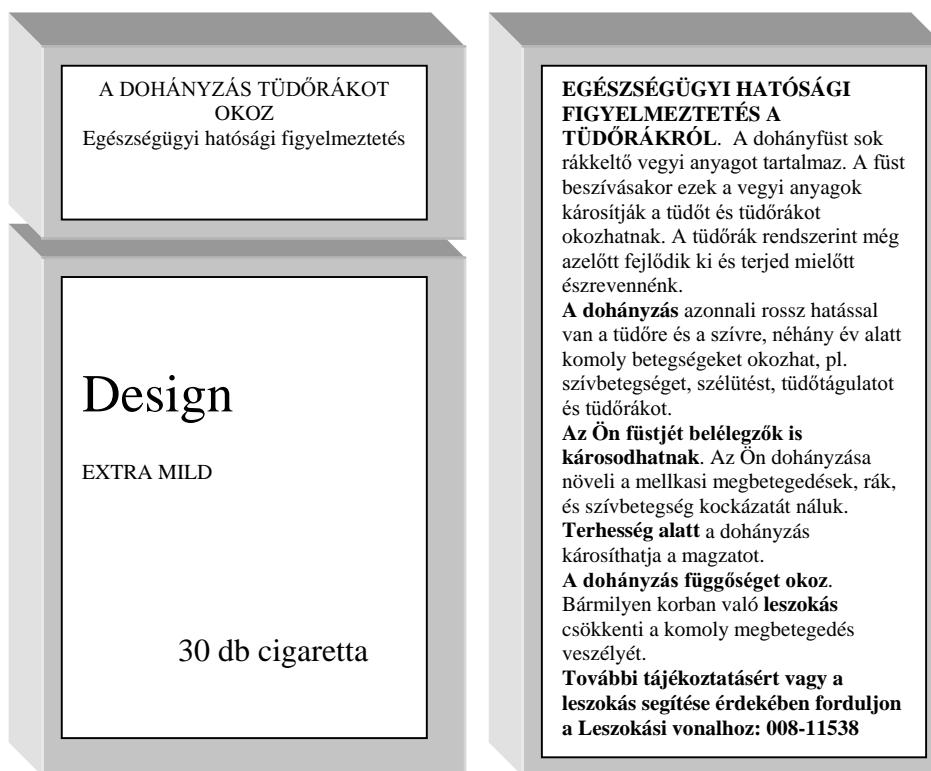 A DOHÁNYZÁS TÜDŐRÁKOT
OKOZ
Egészségügyi hatósági figyelmeztetés
Design
EXTRA MILD
30 db cigaretta
EGÉSZSÉGÜGYI HATÓSÁGI
FIGYELMEZTETÉS A
TÜDŐRÁKRÓL. A dohányfüst sok
rákkeltő vegyi anyagot tartalmaz. A füst
beszívásakor ezek a vegyi anyagok
károsítják a tüdőt és tüdőrákot
okozhatnak. A tüdőrák rendszerint még
azelőtt fejlődik ki és terjed mielőtt
észrevennénk.
A dohányzás azonnali rossz hatással
van a tüdőre és a szívre, néhány év alatt
komoly betegségeket okozhat, pl.
szívbetegséget, szélütést, tüdőtágulatot
és tüdőrákot.
Az Ön füstjét belélegzők is
károsodhatnak. Az Ön dohányzása
növeli a mellkasi megbetegedések, rák,
és szívbetegség kockázatát náluk.
Terhesség alatt a dohányzás
károsíthatja a magzatot.
A dohányzás függőséget okoz.
Bármilyen korban való leszokás
csökkenti a komoly megbetegedés
veszélyét.
További tájékoztatásért vagy a
leszokás segítése érdekében forduljon
a Leszokási vonalhoz: 008-11538